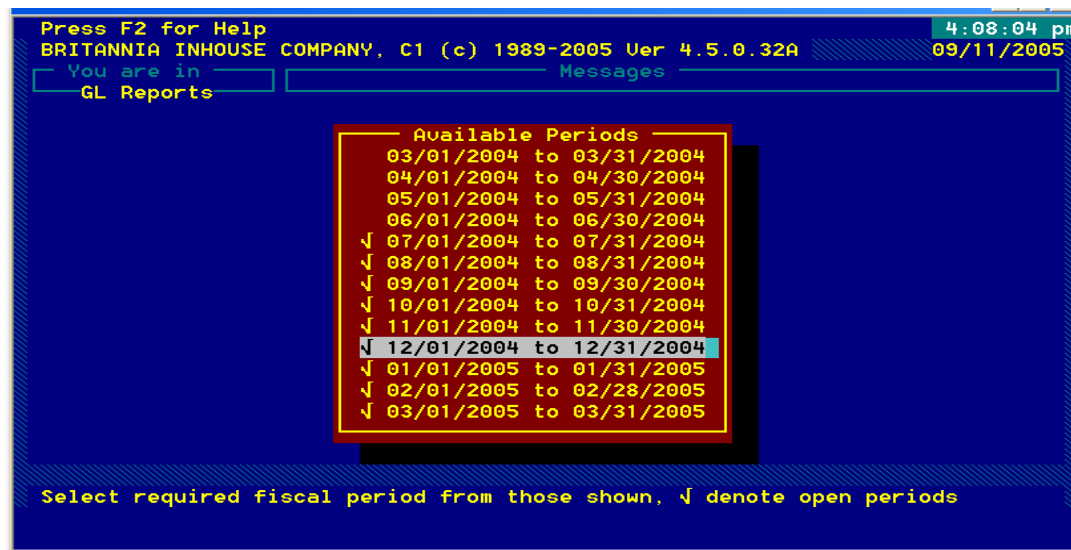 Press F2 for Help 4:08:04 pm
BRITANNIA INHOUSE COMPANY, C1 (c) 1989-2005 Ver 4.5.0.32A 09/11/2005
You are in Messages
GL Reports
Available Periods
03/01/2004 to 03/31/2004
04/01/2004 to 04/30/2004
05/01/2004 to 05/31/2004
06/01/2004 to 06/30/2004
√ 07/01/2004 to 07/31/2004
√ 08/01/2004 to 08/31/2004
√ 09/01/2004 to 09/30/2004
√ 10/01/2004 to 10/31/2004
√ 11/01/2004 to 11/30/2004
√ 12/01/2004 to 12/31/2004
√ 01/01/2005 to 01/31/2005
√ 02/01/2005 to 02/28/2005
√ 03/01/2005 to 03/31/2005
Select required fiscal period from those shown, √ denote open periods